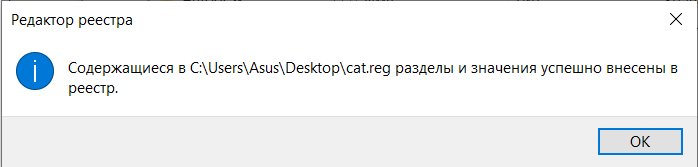 Редактор реестра
Содержащиеся в C:\Users\Asus\Desktop\cat.reg разделы и значения успешно внесены в
реестр.
OK